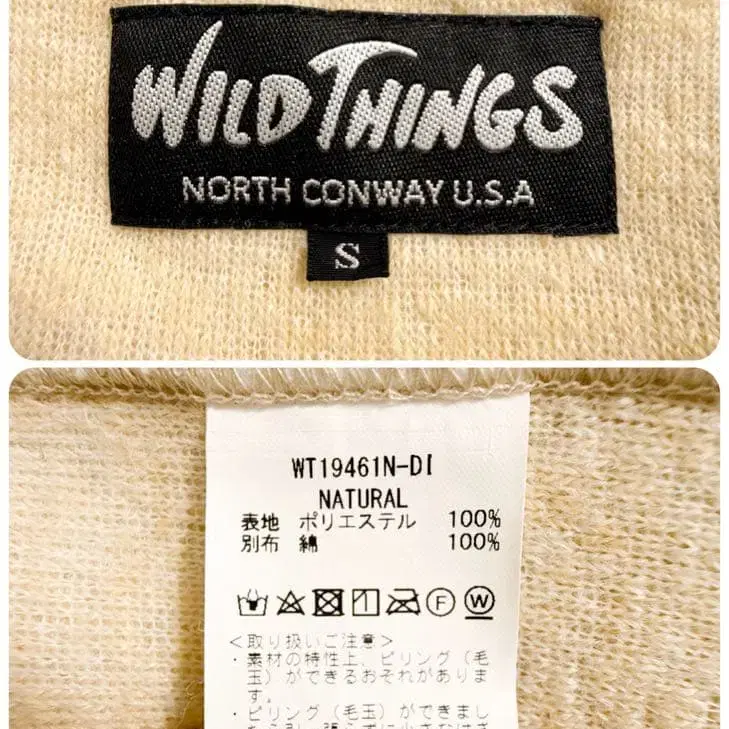 WILD THINGS
NORTH CONWAY U.S.A
S
WT19461N-DI
NATURAL
表地 ポリエステル 100%
別布 綿 100%
F W
<取り扱いご注意>
・素材の特性上、ピリング（毛
玉）ができるおそれがありま
す。
・ピリング（毛玉）ができまし